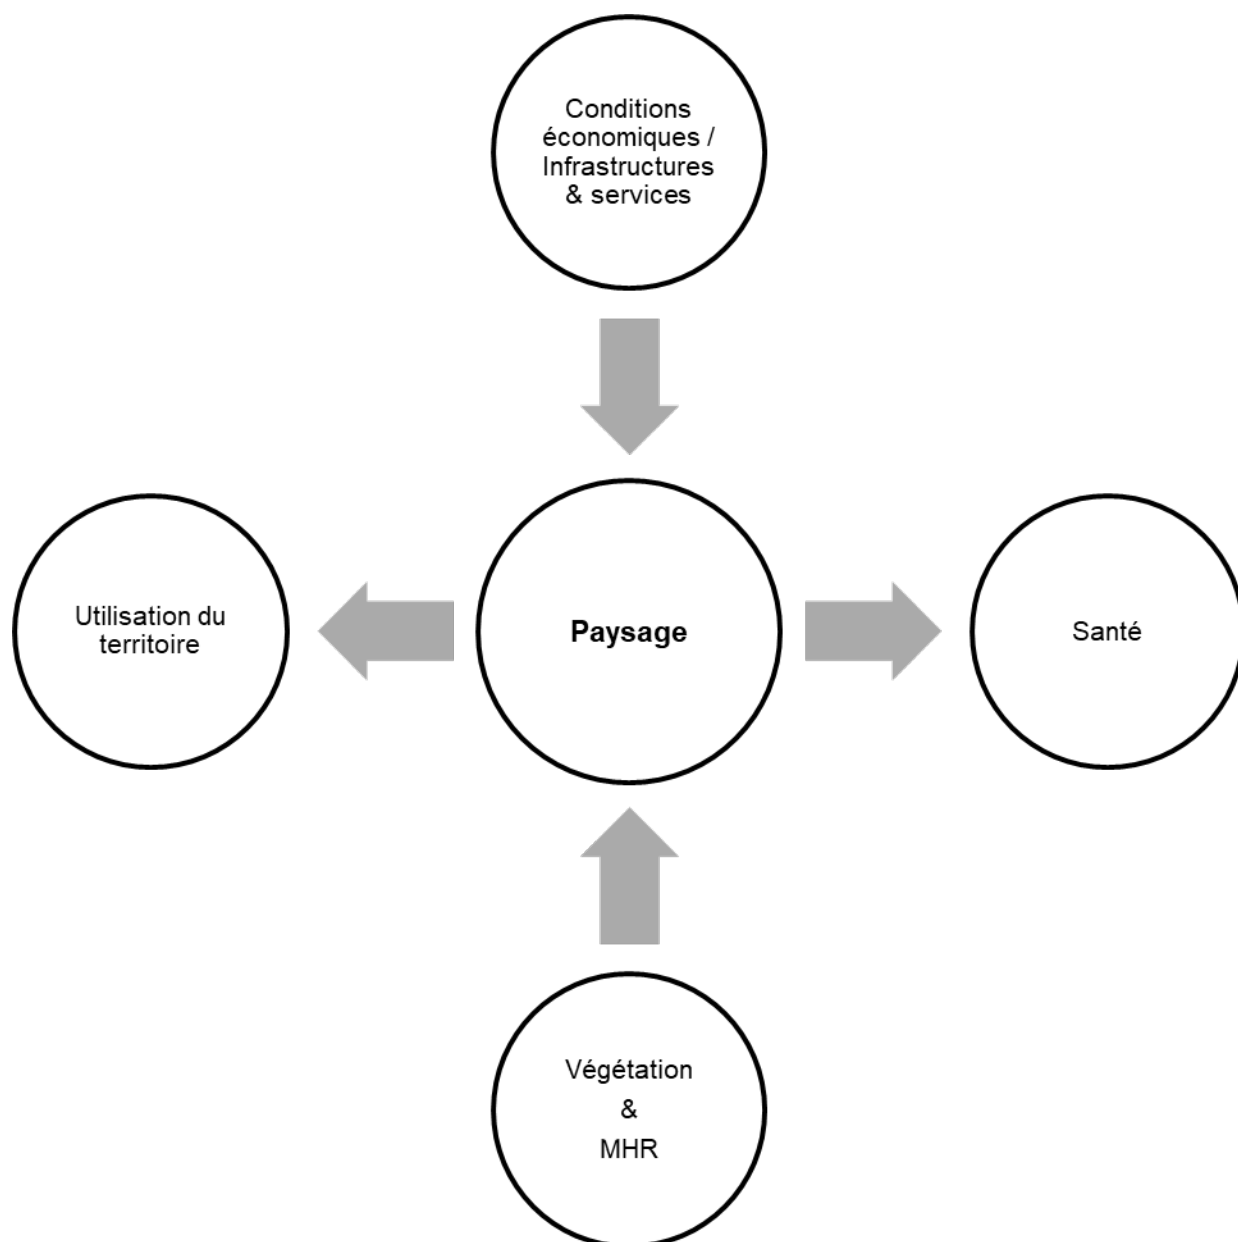 Conditions
économiques /
Infrastructures
& services
Utilisation du
territoire
Paysage
Santé
Végétation
&
MHR